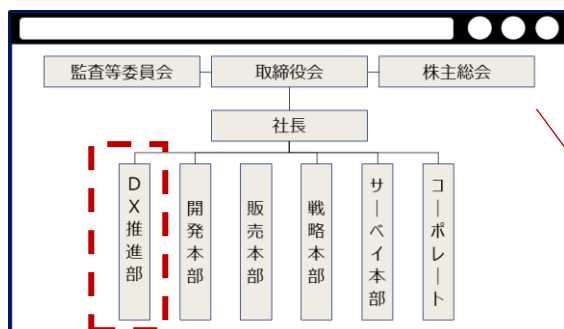 監査等委員会
取締役会
株主総会
社長
DX推進部
開発本部
販売本部
戦略本部
サーベイ本部
コーポレート